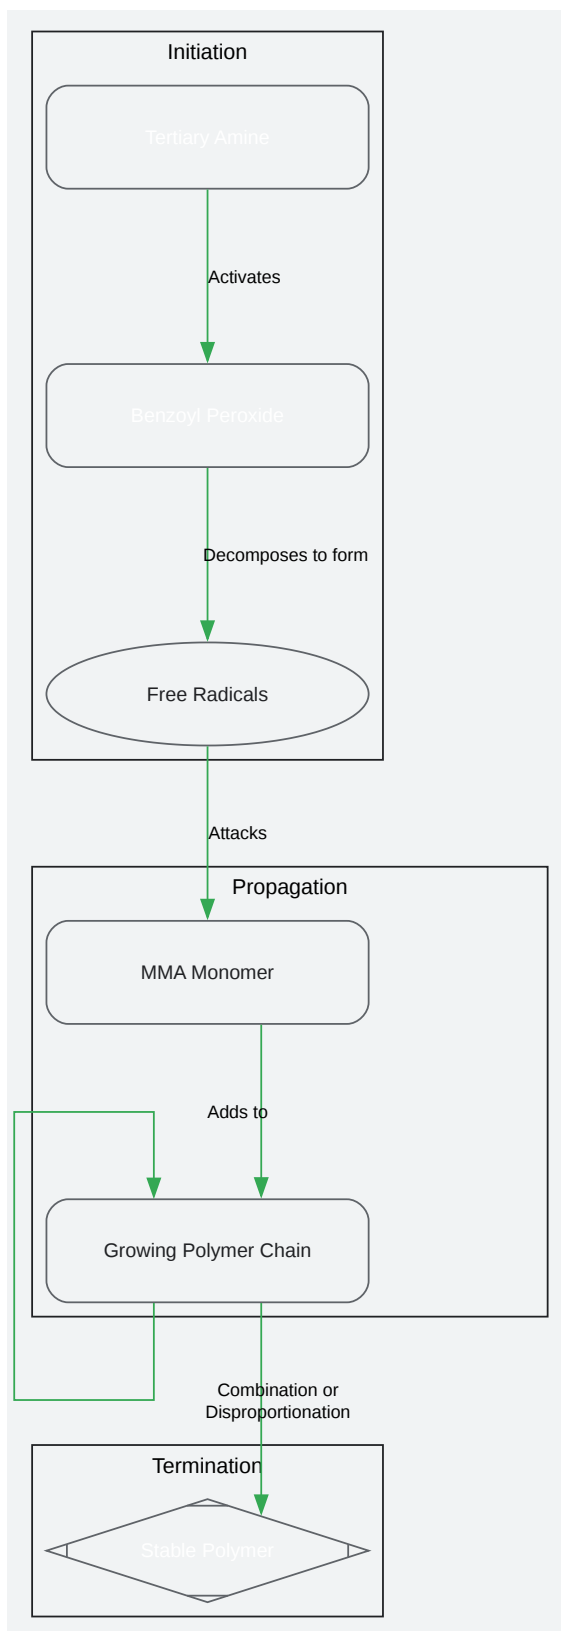 Initiation
Tertiary Amine
Activates
Benzoyl Peroxide
Decomposes to form
Free Radicals
Attacks
Propagation
MMA Monomer
Adds to
Growing Polymer Chain
Combination or
Disproportionation
Termination
Stable Polymer